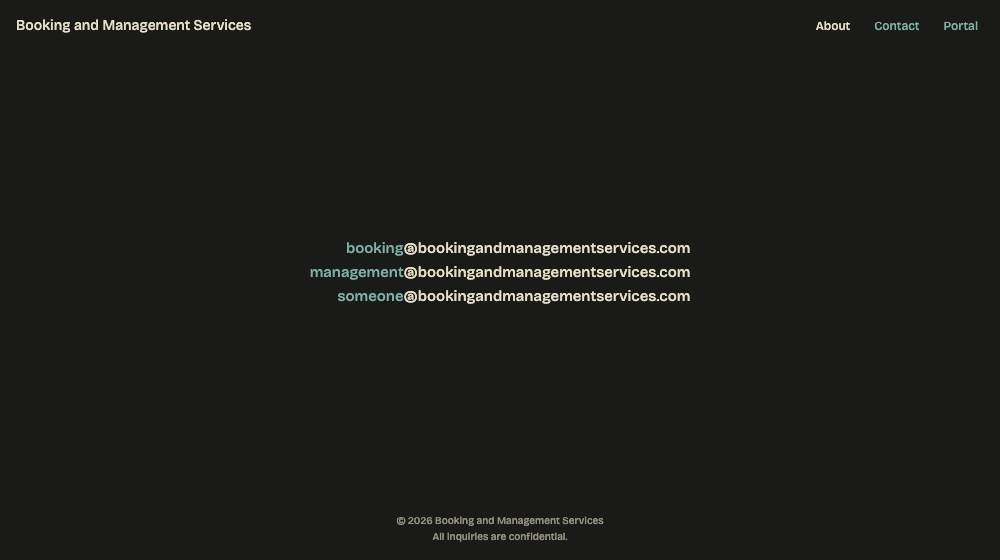 Booking and Management Services
About
Contact
Portal
booking@bookingandmanagementservices.com
management@bookingandmanagementservices.com
someone@bookingandmanagementservices.com
© 2026 Booking and Management Services
All inquiries are confidential.